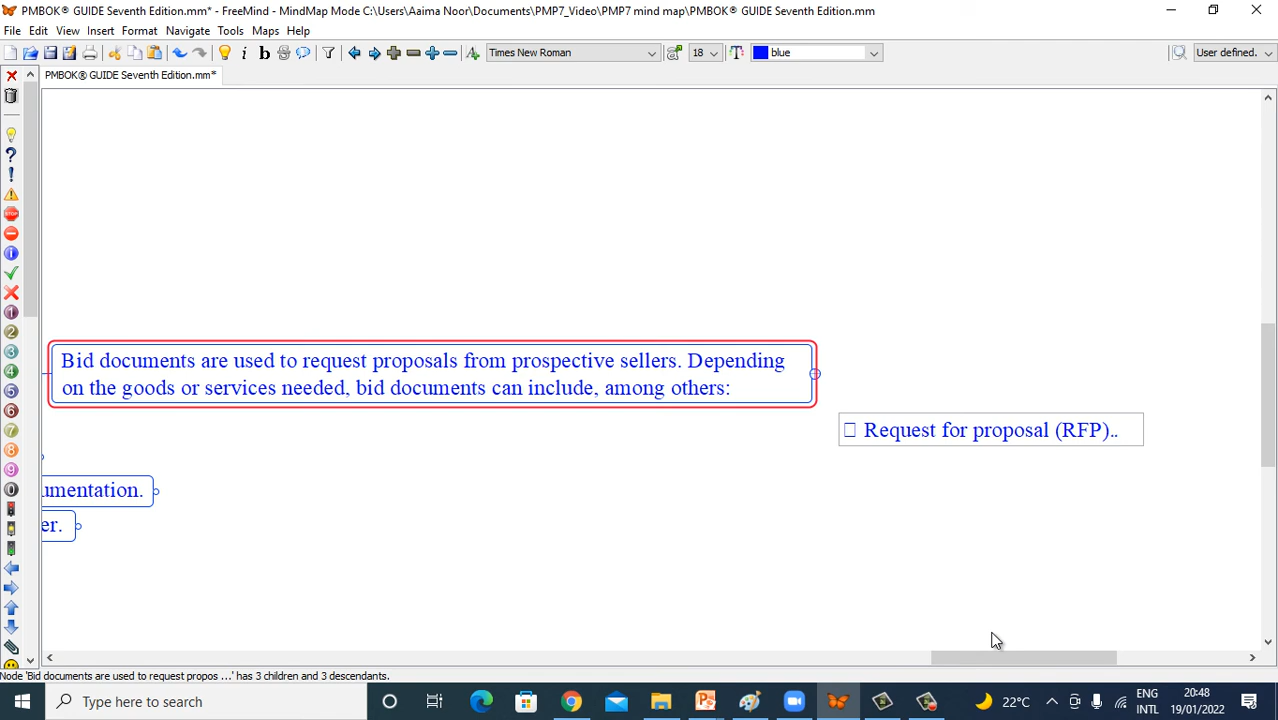 PMBOK® GUIDE Seventh Edition.mm* - FreeMind - MindMap Mode C:\Users\Aaima Noor\Documents\PMP7_Video\PMP7 mind map\PMBOK® GUIDE Seventh Edition.mm
File Edit View Insert Format Navigate Tools Maps Help
Times New Roman 18 blue User defined.
PMBOK® GUIDE Seventh Edition.mm*
Bid documents are used to request proposals from prospective sellers. Depending
on the goods or services needed, bid documents can include, among others:
Request for proposal (RFP)..
umentation.
er.
Node 'Bid documents are used to request propos ...' has 3 children and 3 descendants.
Type here to search
22°C
ENG
INTL
20:48
19/01/2022